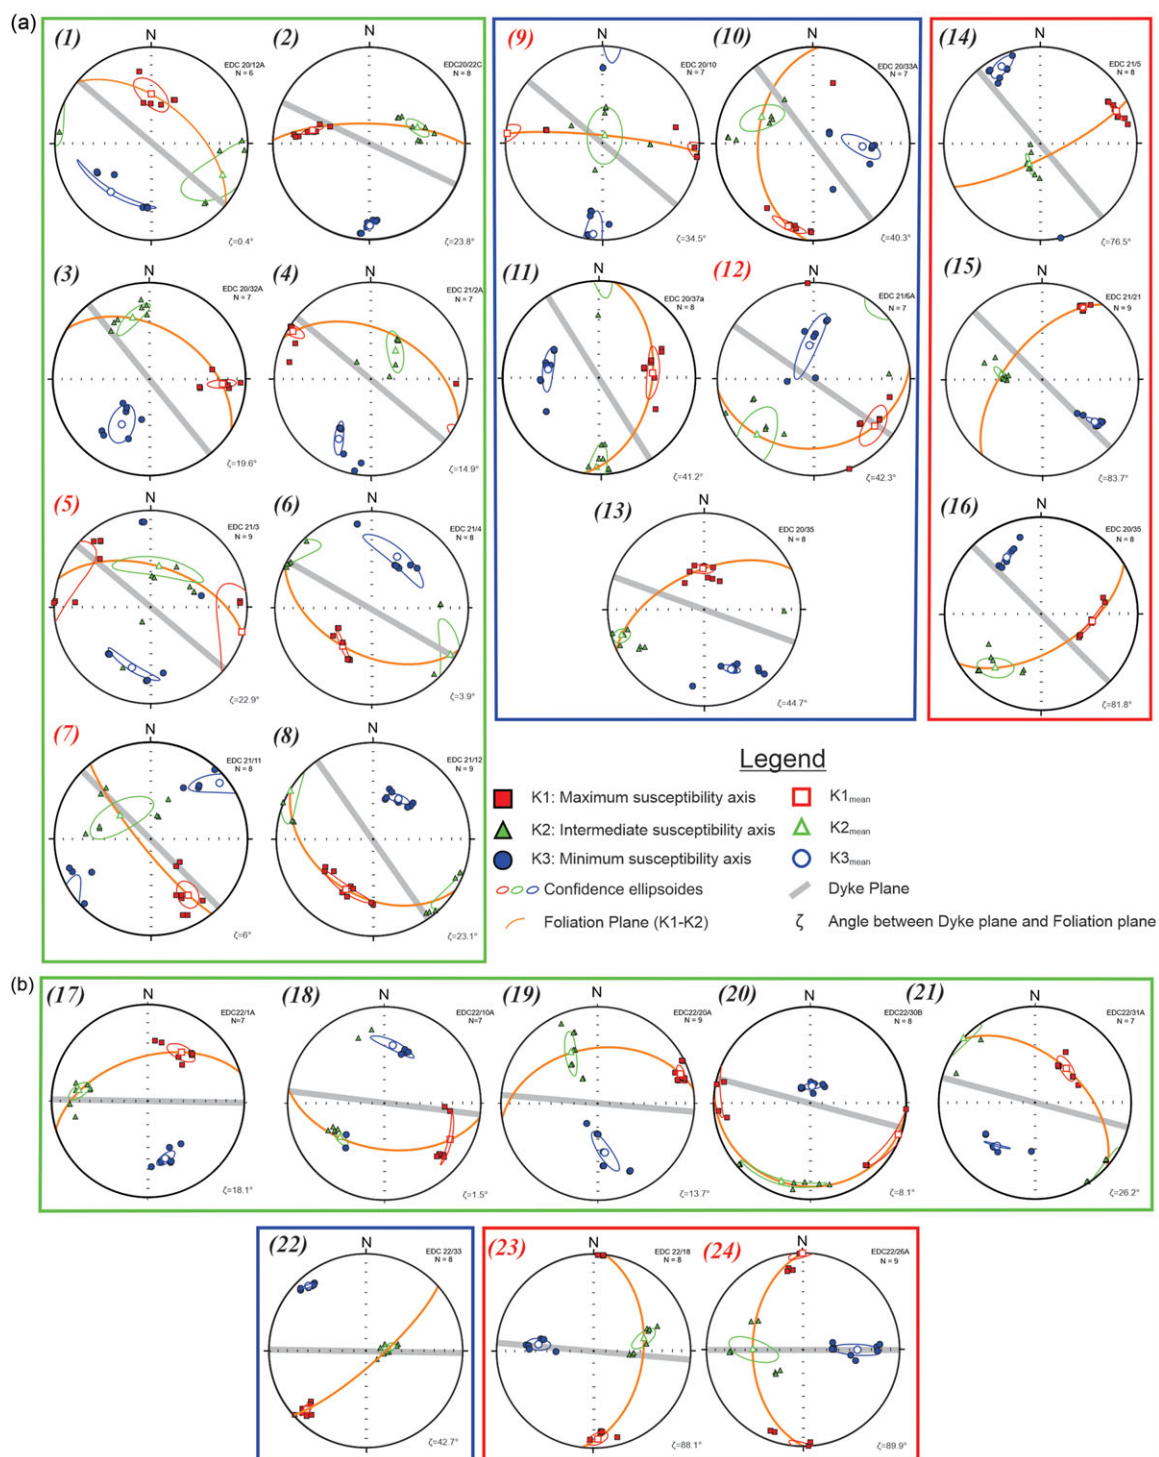 (a)
(1)
N
EDC 20/12A
N = 6
ζ=0.4°
(2)
N
EDC20/22C
N = 8
ζ=23.8°
(3)
N
EDC 20/32A
N = 7
ζ=19.6°
(4)
N
EDC 21/2A
N = 7
ζ=14.9°
(5)
N
EDC 21/3
N = 9
ζ=22.9°
(6)
N
EDC 21/4
N = 8
ζ=3.9°
(7)
N
EDC 21/11
N = 8
ζ=6°
(8)
N
EDC 21/12
N = 9
ζ=23.1°
(9)
N
EDC 20/10
N = 7
ζ=34.5°
(10)
N
EDC20/33A
N = 7
ζ=40.3°
(11)
N
EDC 20/37a
N = 8
ζ=41.2°
(12)
N
EDC 21/6A
N = 7
ζ=42.3°
(13)
N
EDC 20/35
N = 8
ζ=44.7°
(14)
N
EDC 21/5
N = 8
ζ=76.5°
(15)
N
EDC 21/21
N = 9
ζ=83.7°
(16)
N
EDC 20/35
N = 8
ζ=81.8°
Legend
K1: Maximum susceptibility axis
K1mean
K2: Intermediate susceptibility axis
K2mean
K3: Minimum susceptibility axis
K3mean
Confidence ellipsoides
Dyke Plane
Foliation Plane (K1-K2)
ζ Angle between Dyke plane and Foliation plane
(b)
(17)
N
EDC22/1A
N=7
ζ=18.1°
(18)
N
EDC22/10A
N=7
ζ=1.5°
(19)
N
EDC22/20A
N = 9
ζ=13.7°
(20)
N
EDC22/30B
N = 8
ζ=8.1°
(21)
N
EDC22/31A
N = 7
ζ=26.2°
(22)
N
EDC 22/33
N = 8
ζ=42.7°
(23)
N
EDC 22/18
N = 8
ζ=88.1°
(24)
N
EDC22/26A
N = 9
ζ=89.9°